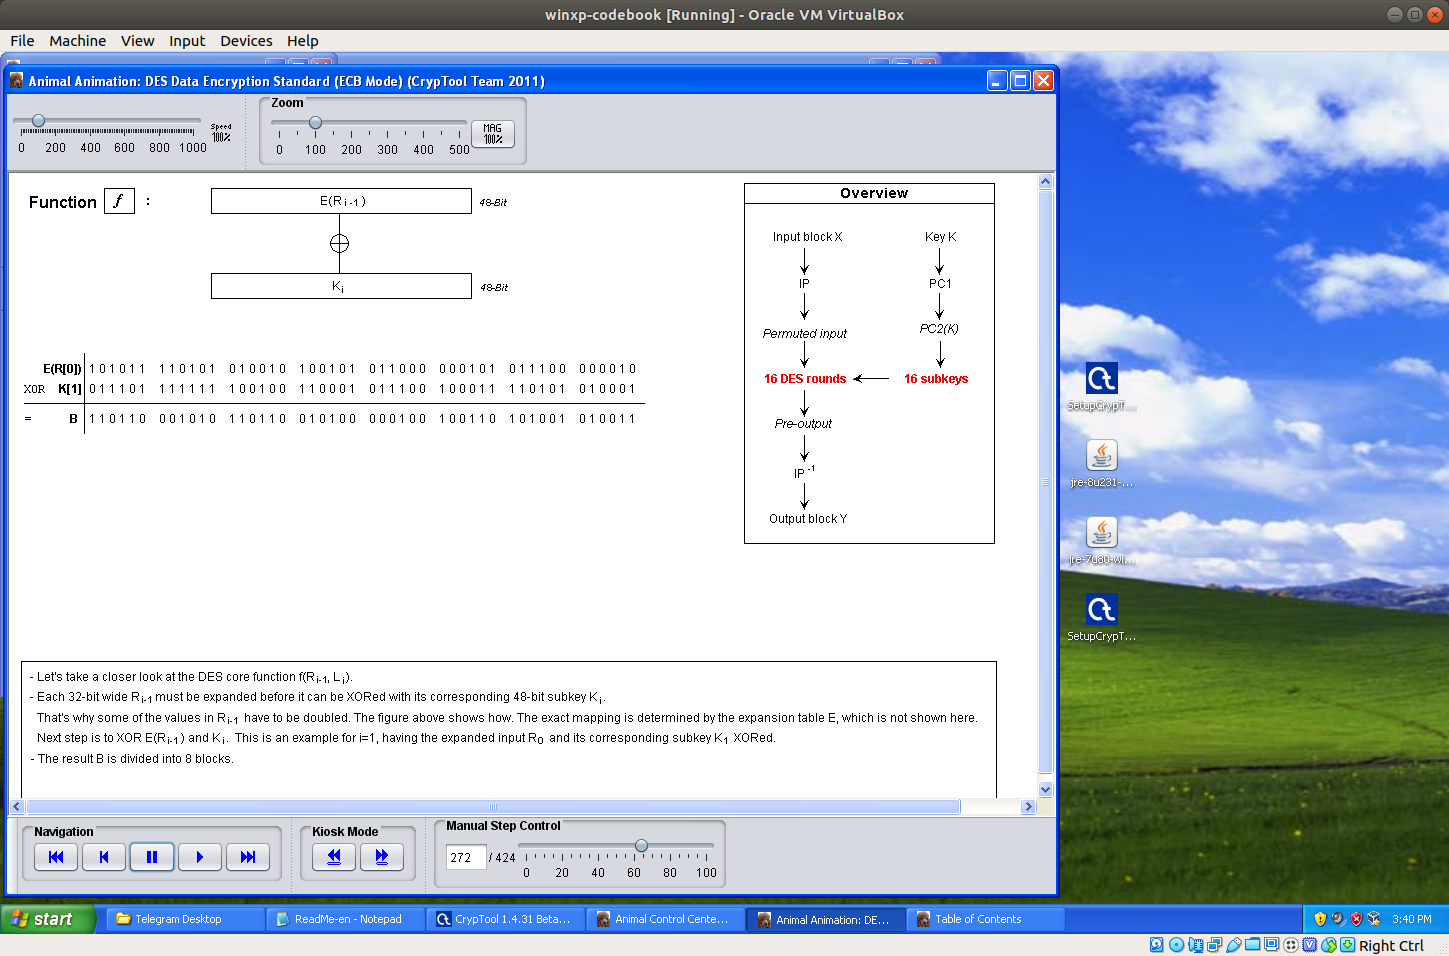 winxp-codebook [Running] - Oracle VM VirtualBox
File Machine View Input Devices Help
Animal Animation: DES Data Encryption Standard (ECB Mode) (CrypTool Team 2011)
Speed
100%
0 200 400 600 800 1000
Zoom
MAG
100%
0 100 200 300 400 500
Function f :
E(R i-1 )
48-Bit
K i
48-Bit
E(R[0]) 101011 110101 010010 100101 011000 000101 011100 000010
XOR K[1] 011101 111111 100100 110001 011100 100011 110101 010001
= B 110110 001010 110110 010100 000100 100110 101001 010011
Overview
Input block X Key K
IP PC1
Permuted input PC2(K)
16 DES rounds 16 subkeys
Pre-output
IP -1
Output block Y
- Let's take a closer look at the DES core function f(R i-1, L i ).
- Each 32-bit wide R i-1 must be expanded before it can be XORed with its corresponding 48-bit subkey K i .
That's why some of the values in R i-1 have to be doubled. The figure above shows how. The exact mapping is determined by the expansion table E, which is not shown here.
Next step is to XOR E(R i-1 ) and K i . This is an example for i=1, having the expanded input R 0 and its corresponding subkey K 1 XORed.
- The result B is divided into 8 blocks.
Navigation
Kiosk Mode
Manual Step Control
272 / 424
0 20 40 60 80 100
SetupCrypT...
jre-8u231-...
jre-7u80-wi...
SetupCrypT...
start
Telegram Desktop
ReadMe-en - Notepad
CrypTool 1.4.31 Beta...
Animal Control Cente...
Animal Animation: DE...
Table of Contents
3:40 PM
Right Ctrl